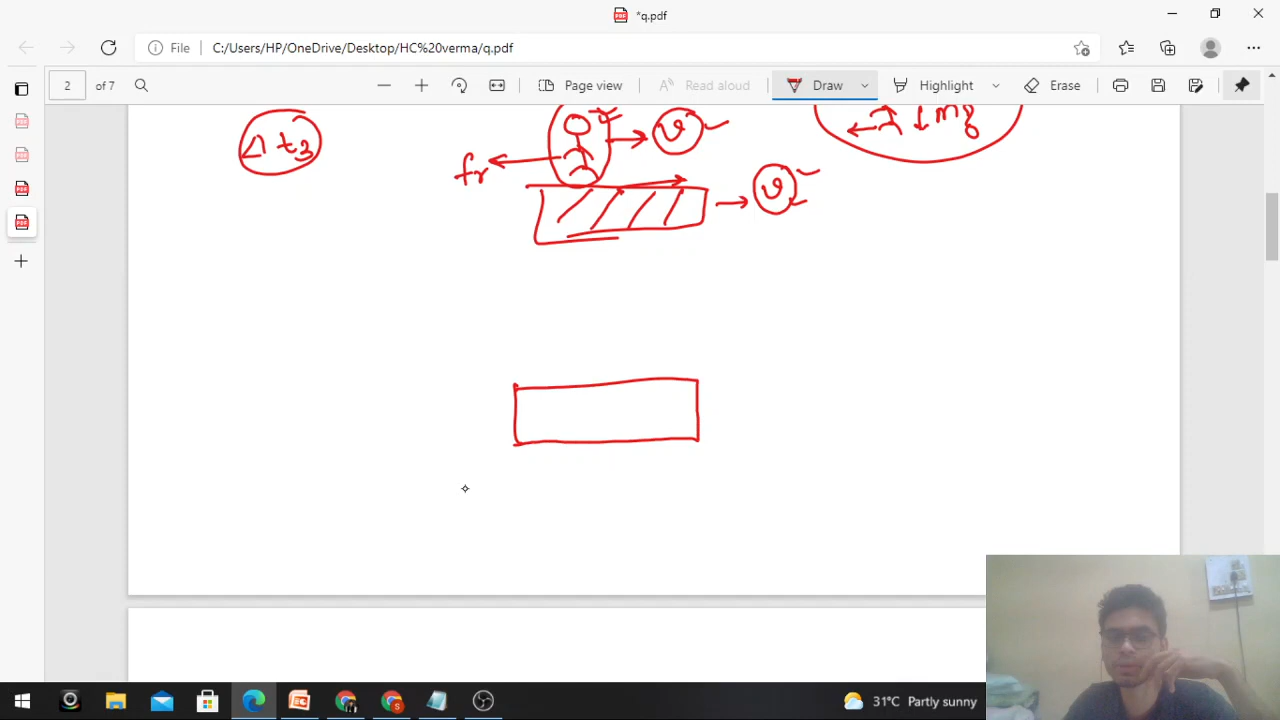 *q.pdf
File C:/Users/HP/OneDrive/Desktop/HC%20verma/q.pdf
2 of 7 Page view Read aloud Draw Highlight Erase
Δt3
v
mg
fr
v
31°C Partly sunny